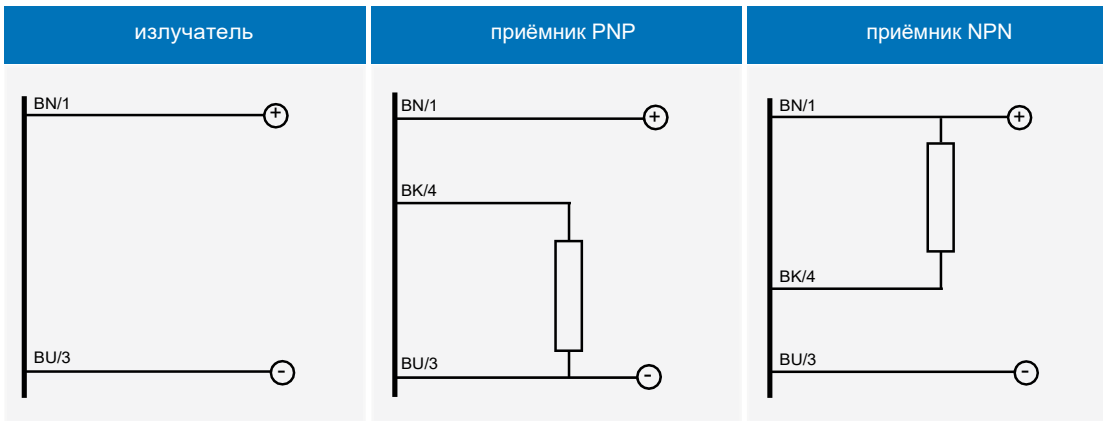 излучатель
приёмник PNP
приёмник NPN
BN/1
+
BU/3
-
BN/1
+
BK/4
BU/3
-
BN/1
+
BK/4
BU/3
-